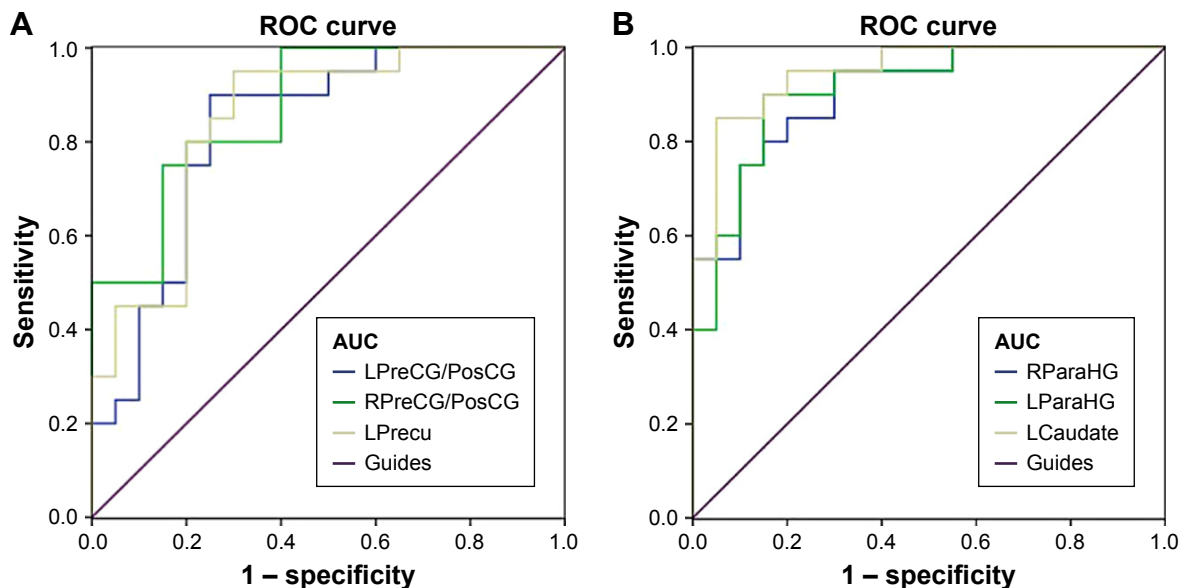 A
ROC curve
1.0
0.8
0.6
0.4
0.2
0.0
Sensitivity
AUC
LPreCG/PosCG
RPreCG/PosCG
LPrecu
Guides
0.0 0.2 0.4 0.6 0.8 1.0
1 – specificity
B
ROC curve
1.0
0.8
0.6
0.4
0.2
0.0
Sensitivity
AUC
RParaHG
LParaHG
LCaudate
Guides
0.0 0.2 0.4 0.6 0.8 1.0
1 – specificity